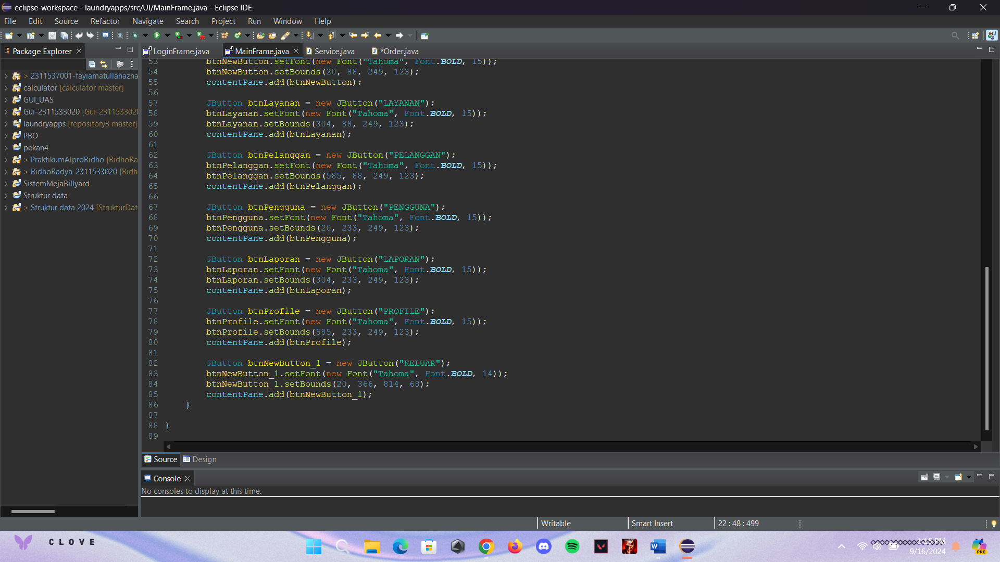 eclipse-workspace - laundryapps/src/UI/MainFrame.java - Eclipse IDE
File Edit Source Refactor Navigate Search Project Run Window Help
Package Explorer
LoginFrame.java MainFrame.java Service.java *Order.java
> 2311537001-fayiamatullahazha
calculator [calculator master]
GUI_UAS
Gui-2311533020 [Gui-2311533020
laundryapps [repository3 master]
PBO
pekan4
> PraktikumAlproRidho [RidhoRa
> RidhoRadya-2311533020 [Ridh
SistemMejaBillyard
Struktur data
> Struktur data 2024 [StrukturDat
53 btnNewButton.setFont(new Font("Tahoma", Font.BOLD, 15));
54 btnNewButton.setBounds(20, 88, 249, 123);
55 contentPane.add(btnNewButton);
56
57 JButton btnLayanan = new JButton("LAYANAN");
58 btnLayanan.setFont(new Font("Tahoma", Font.BOLD, 15));
59 btnLayanan.setBounds(304, 88, 249, 123);
60 contentPane.add(btnLayanan);
61
62 JButton btnPelanggan = new JButton("PELANGGAN");
63 btnPelanggan.setFont(new Font("Tahoma", Font.BOLD, 15));
64 btnPelanggan.setBounds(585, 88, 249, 123);
65 contentPane.add(btnPelanggan);
66
67 JButton btnPengguna = new JButton("PENGGUNA");
68 btnPengguna.setFont(new Font("Tahoma", Font.BOLD, 15));
69 btnPengguna.setBounds(20, 233, 249, 123);
70 contentPane.add(btnPengguna);
71
72 JButton btnLaporan = new JButton("LAPORAN");
73 btnLaporan.setFont(new Font("Tahoma", Font.BOLD, 15));
74 btnLaporan.setBounds(304, 233, 249, 123);
75 contentPane.add(btnLaporan);
76
77 JButton btnProfile = new JButton("PROFILE");
78 btnProfile.setFont(new Font("Tahoma", Font.BOLD, 15));
79 btnProfile.setBounds(585, 233, 249, 123);
80 contentPane.add(btnProfile);
81
82 JButton btnNewButton_1 = new JButton("KELUAR");
83 btnNewButton_1.setFont(new Font("Tahoma", Font.BOLD, 14));
84 btnNewButton_1.setBounds(20, 366, 814, 68);
85 contentPane.add(btnNewButton_1);
86 }
87
88 }
89
Source Design
Console
No consoles to display at this time.
Writable Smart Insert 22 : 48 : 499
CLOVE
1:15 PM
9/16/2024
PRE